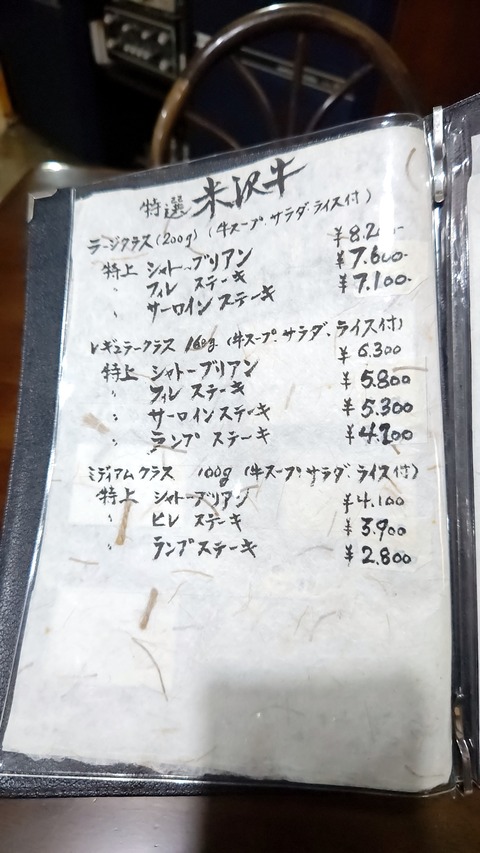 特選 米沢牛
ラージクラス(200g) (牛スープ、サラダ、ライス付)
特上 シャトーブリアン ¥8.200-
〃 フィレ ステーキ ¥7.600-
〃 サーロインステーキ ¥7.100-
レギュラークラス 160g (牛スープ、サラダ、ライス付)
特上 シャトーブリアン ¥6.300
〃 フィレ ステーキ ¥5.800
〃 サーロインステーキ ¥5.300
〃 ランプ ステーキ
ミディアムクラス 100g (牛スープ、サラダ、ライス付)
特上 シャトーブリアン ¥4.100
〃 ヒレ ステーキ ¥3.900
〃 ランプステーキ ¥2.800